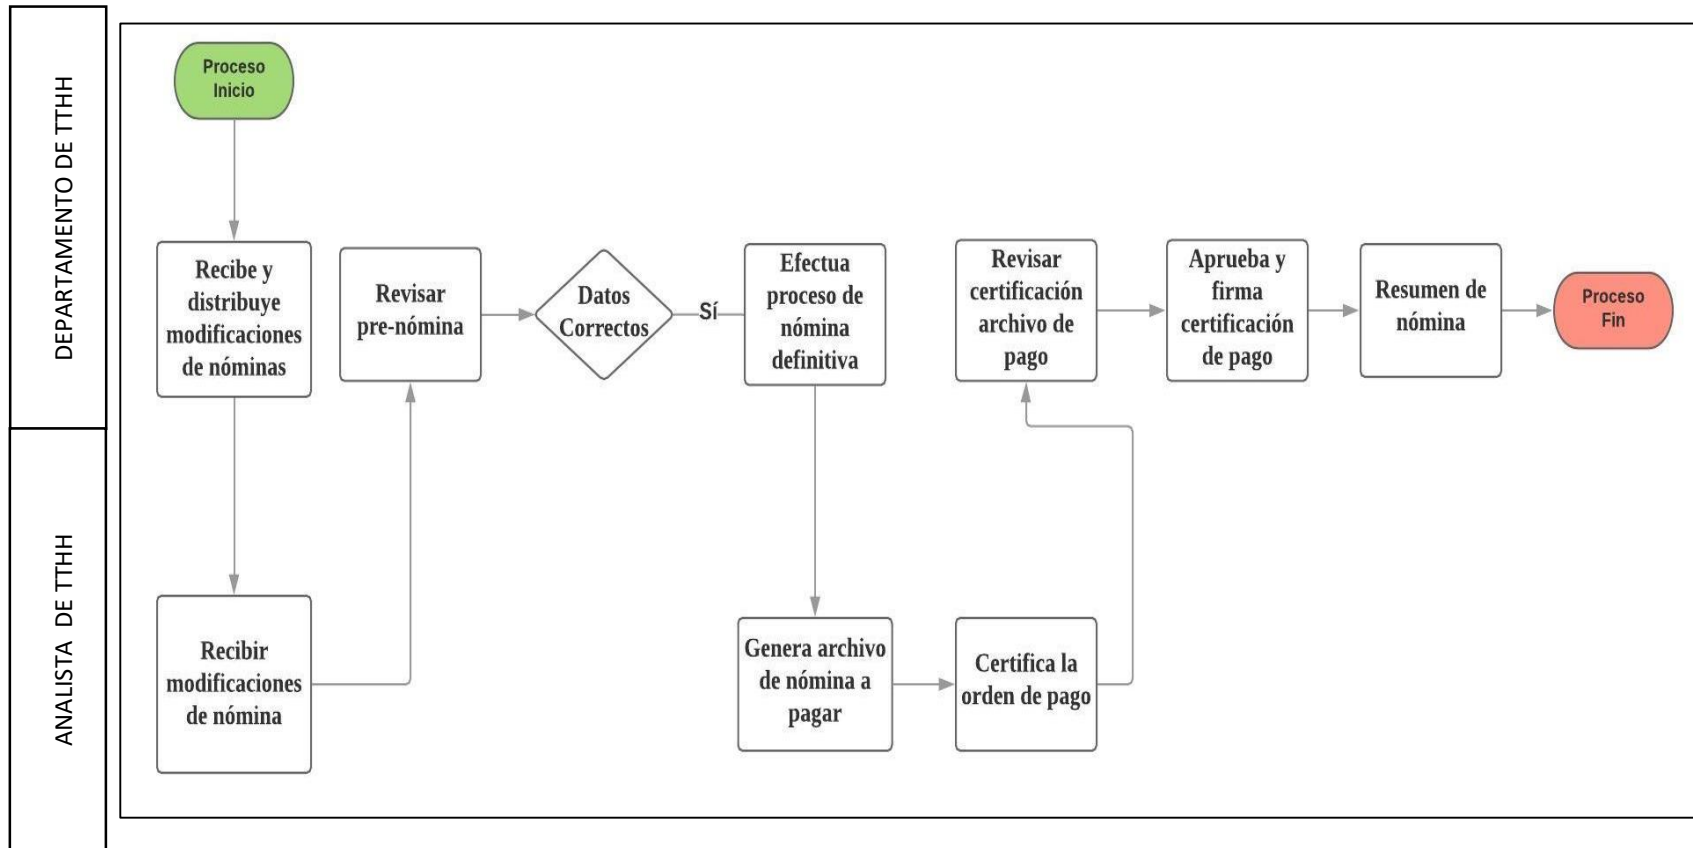 DEPARTAMENTO DE TTHH
Proceso
Inicio
Recibe y
distribuye
modificaciones
de nóminas
Revisar
pre-nómina
Datos
Correctos
Sí
Efectua
proceso de
nómina
definitiva
Revisar
certificación
archivo de
pago
Aprueba y
firma
certificación
de pago
Resumen de
nómina
Proceso
Fin
ANALISTA DE TTHH
Recibir
modificaciones
de nómina
Genera archivo
de nómina a
pagar
Certifica la
orden de pago